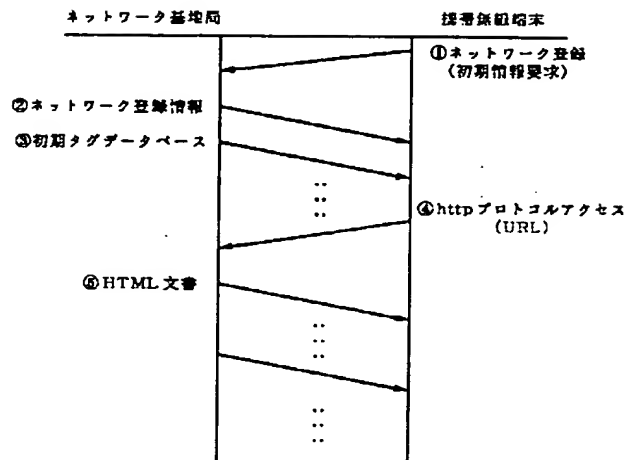 ネットワーク基地局
携帯無線端末
①ネットワーク登録
(初期情報要求)
②ネットワーク登録情報
③初期タグデータベース
④httpプロトコルアクセス
(URL)
⑤HTML文書